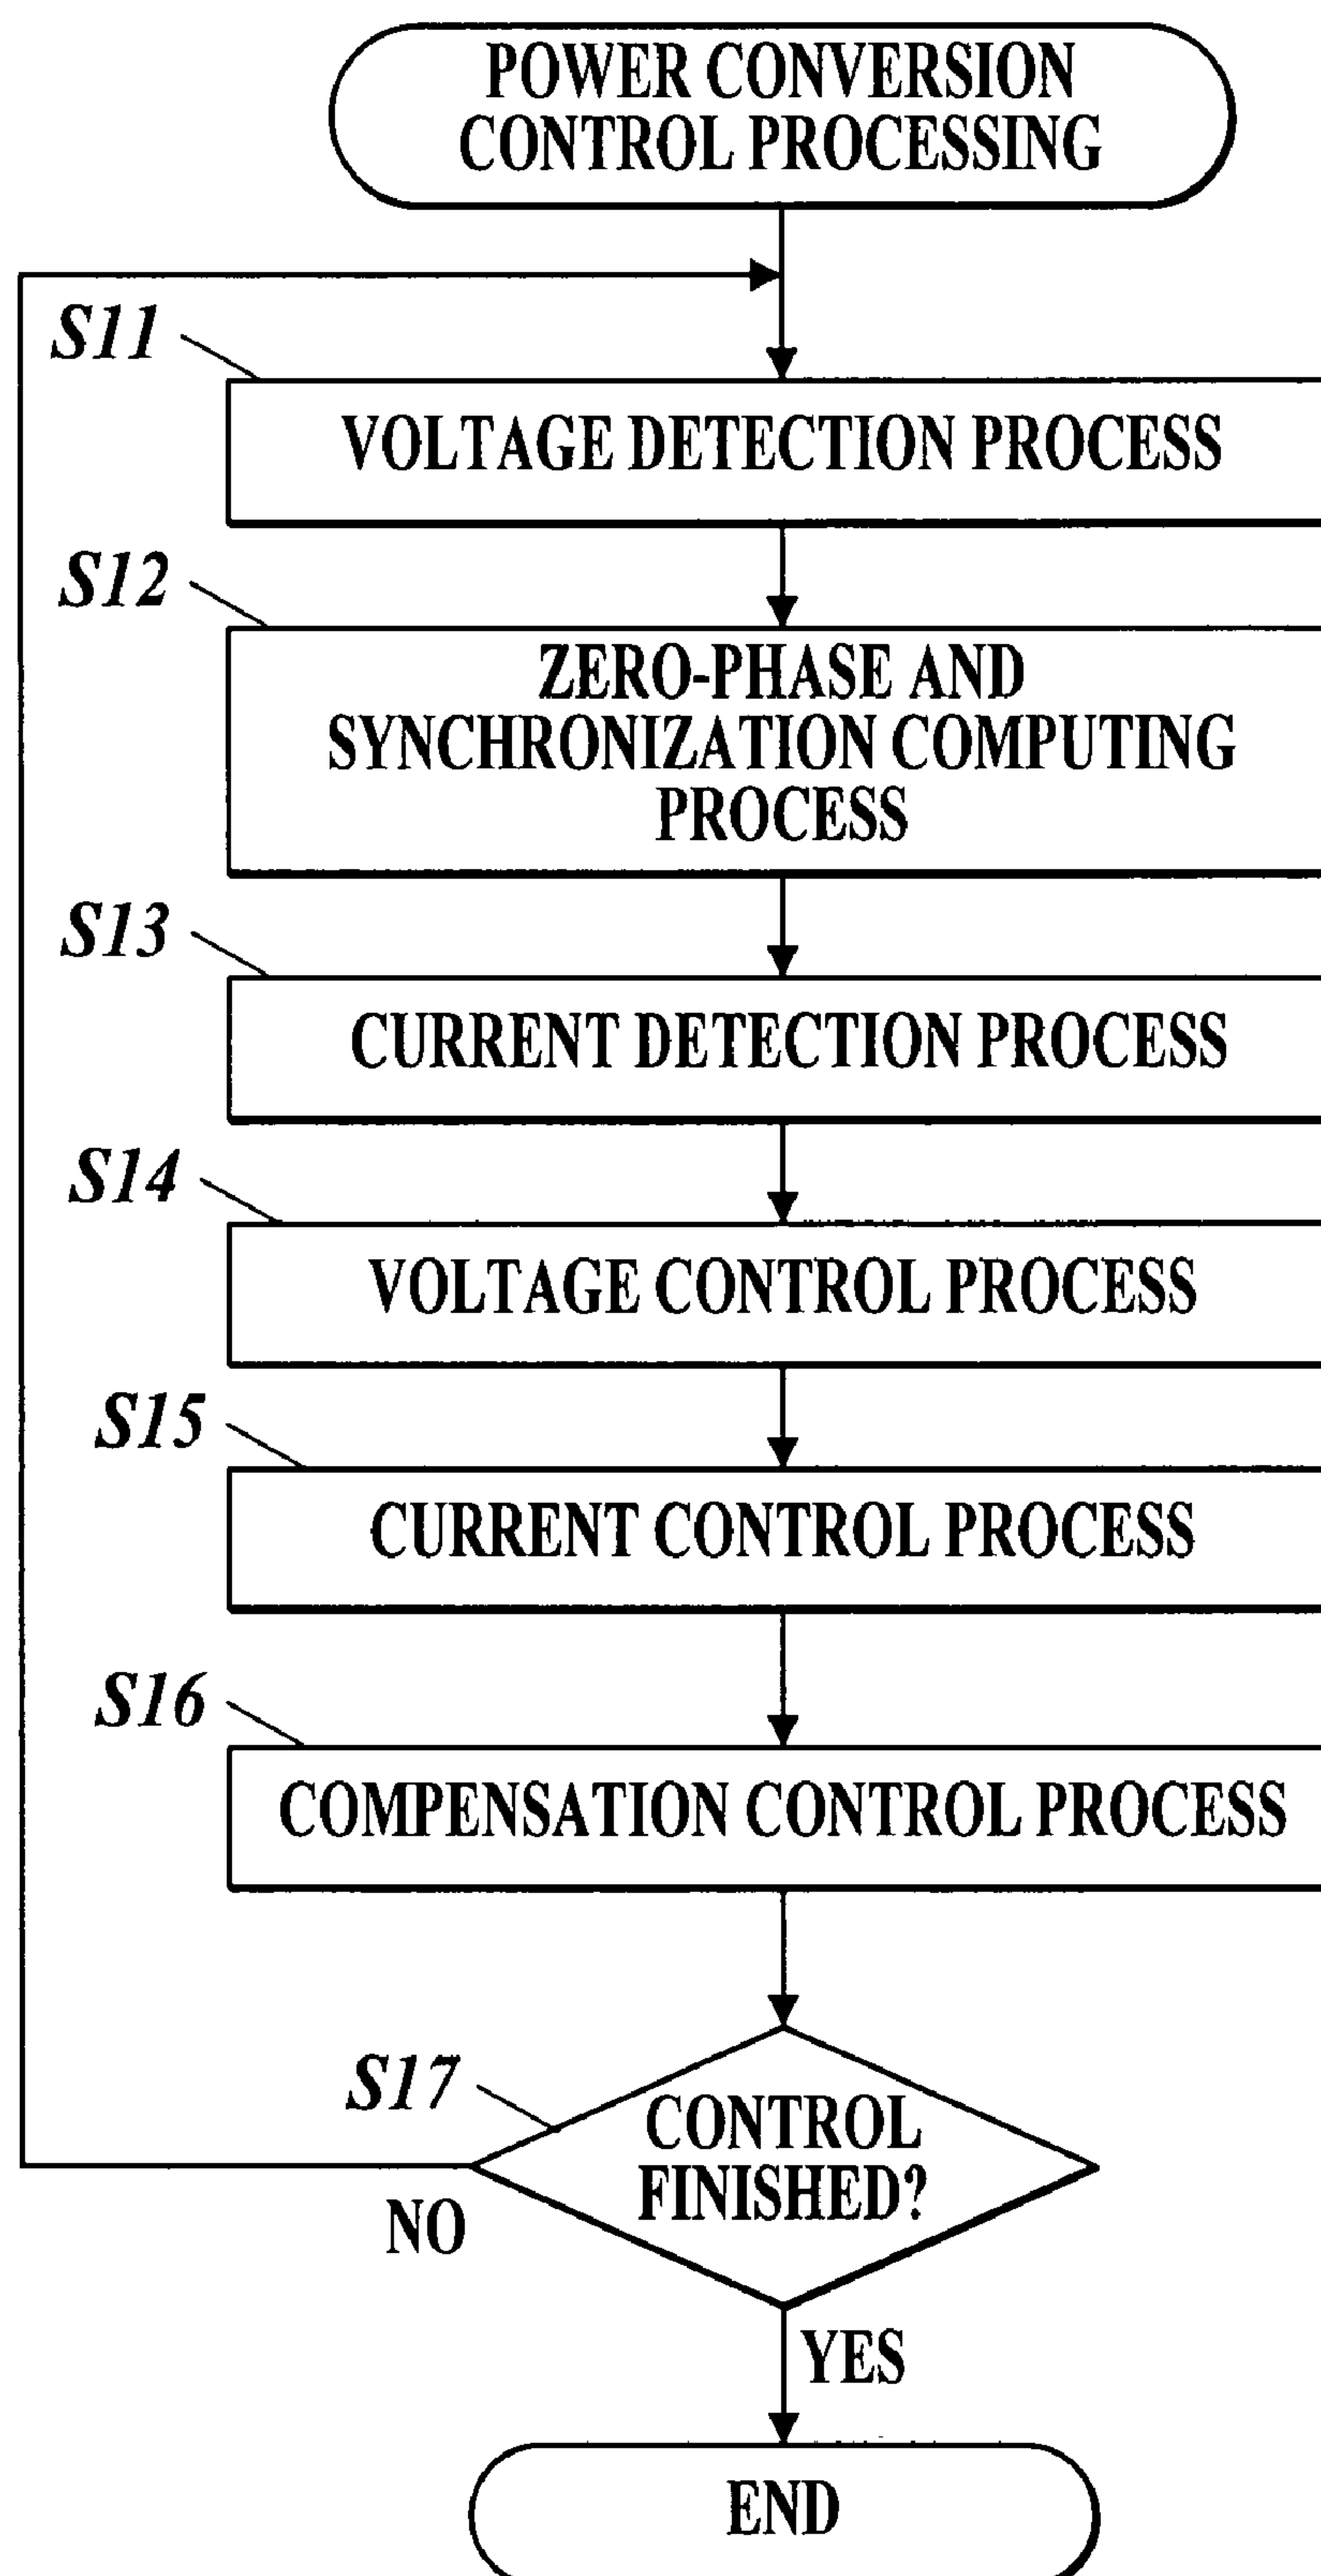 POWER CONVERSION
CONTROL PROCESSING
S11
VOLTAGE DETECTION PROCESS
S12
ZERO-PHASE AND
SYNCHRONIZATION COMPUTING
PROCESS
S13
CURRENT DETECTION PROCESS
S14
VOLTAGE CONTROL PROCESS
S15
CURRENT CONTROL PROCESS
S16
COMPENSATION CONTROL PROCESS
S17
CONTROL
FINISHED?
NO
YES
END